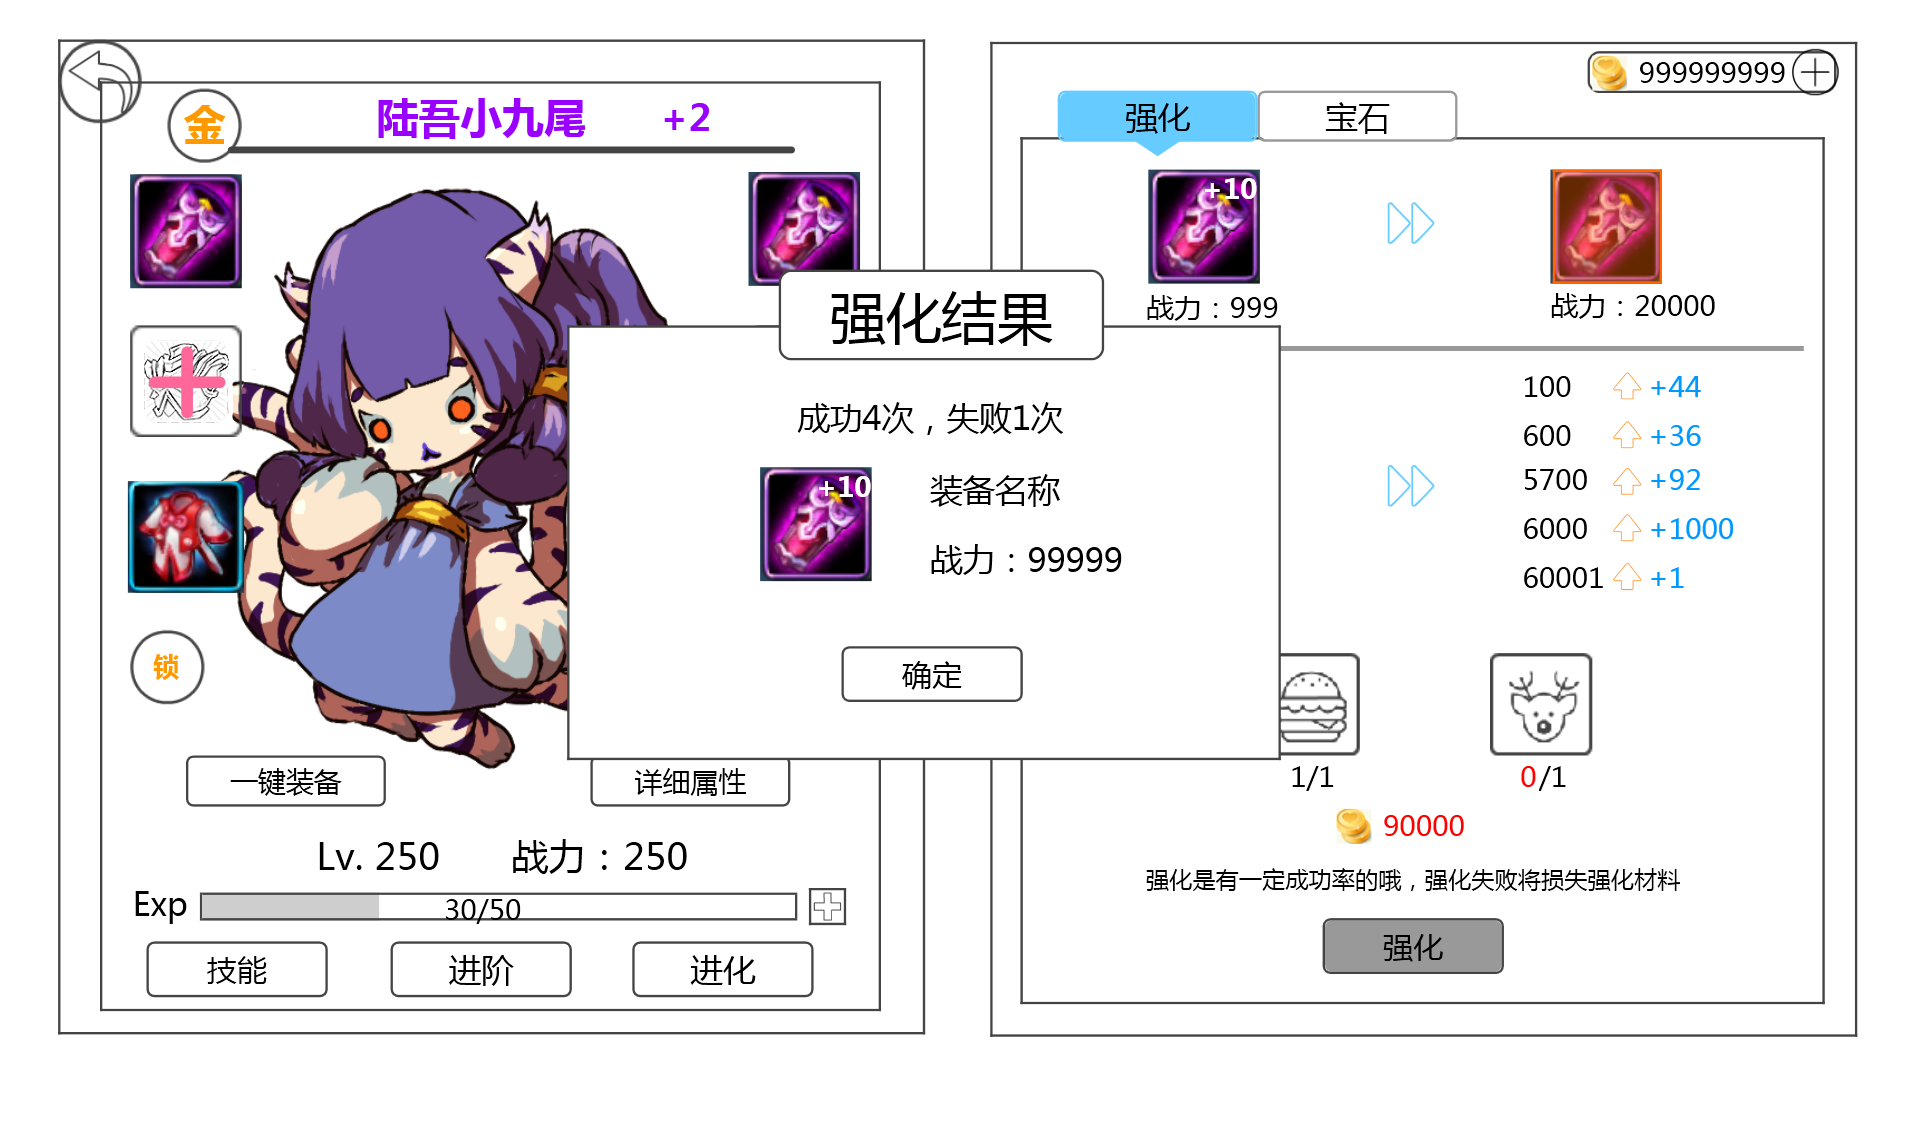 金
陆吾小九尾 +2
锁
一键装备
详细属性
Lv. 250 战力：250
Exp 30/50
技能
进阶
进化
999999999
强化
宝石
+10
战力：999
战力：20000
100 +44
600 +36
5700 +92
6000 +1000
60001 +1
1/1
0/1
90000
强化是有一定成功率的哦，强化失败将损失强化材料
强化
强化结果
成功4次，失败1次
+10
装备名称
战力：99999
确定